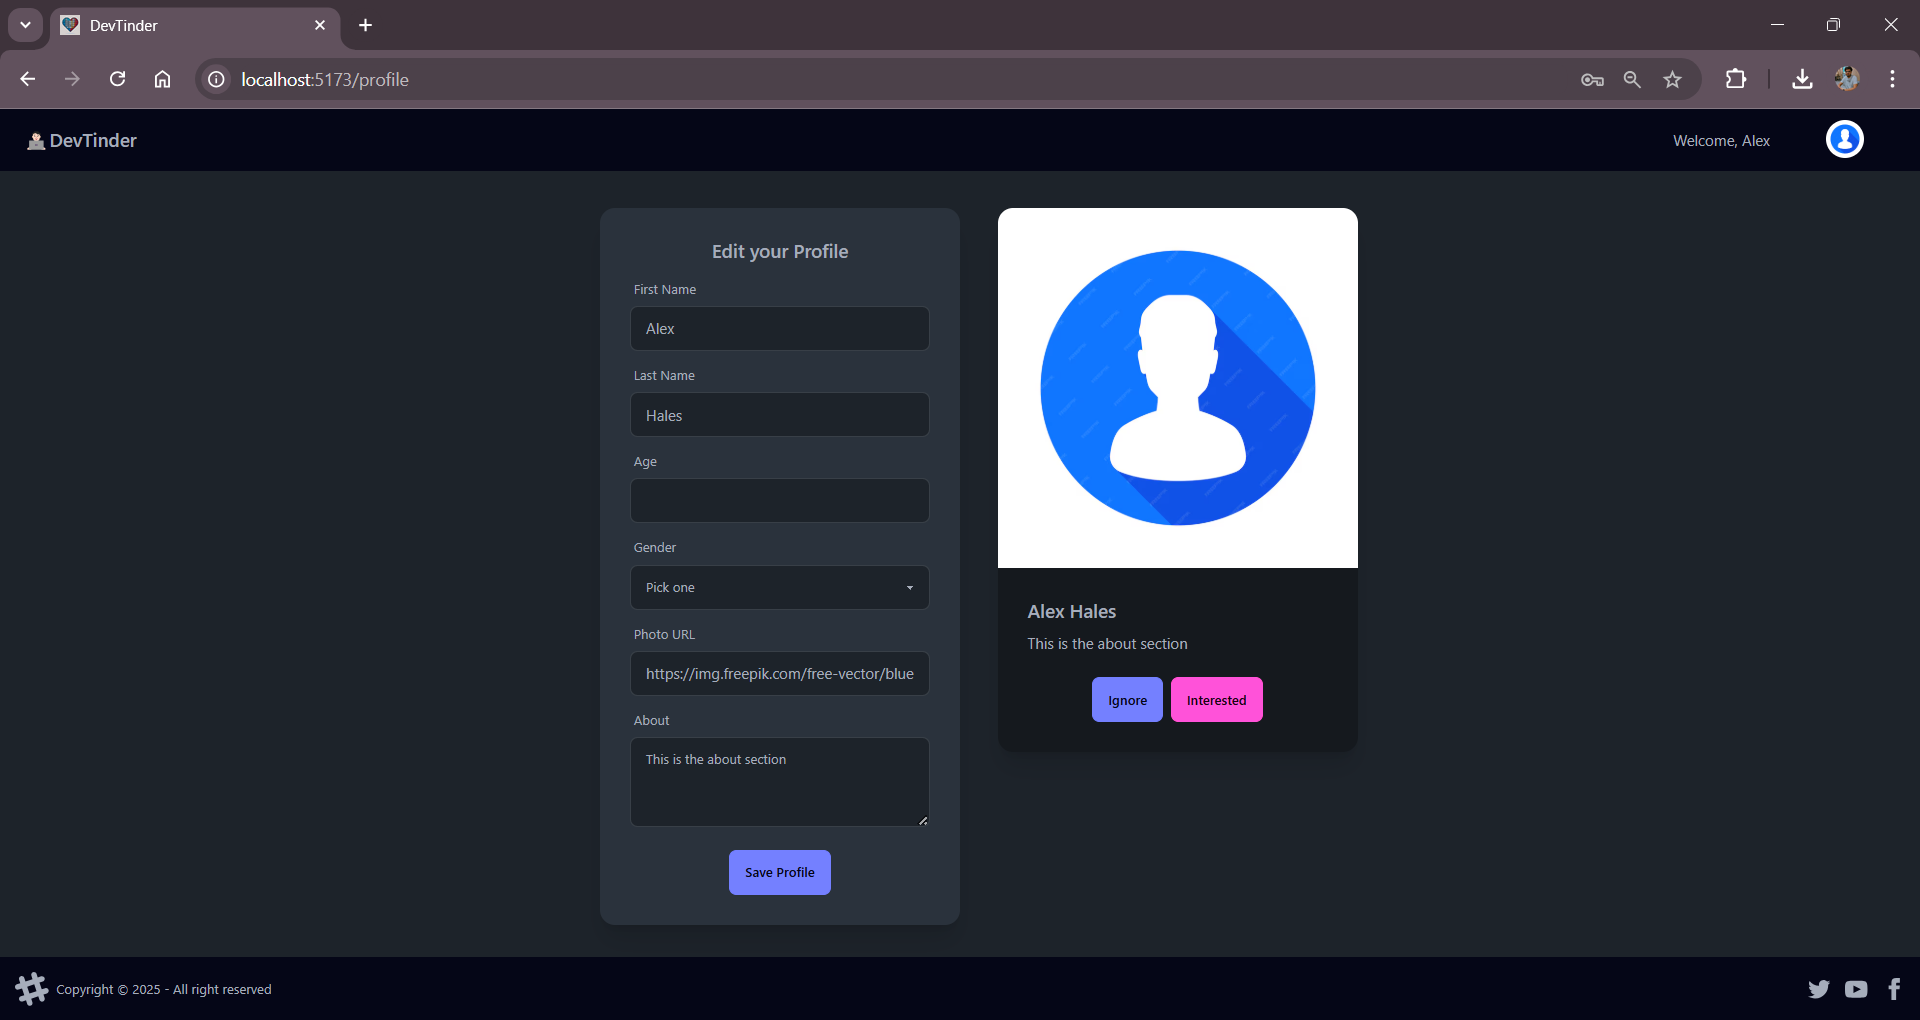 DevTinder
localhost:5173/profile
DevTinder
Welcome, Alex
Edit your Profile
First Name
Alex
Last Name
Hales
Age
Gender
Pick one
Photo URL
https://img.freepik.com/free-vector/blue
About
This is the about section
Save Profile
Alex Hales
This is the about section
Ignore
Interested
Copyright © 2025 - All right reserved